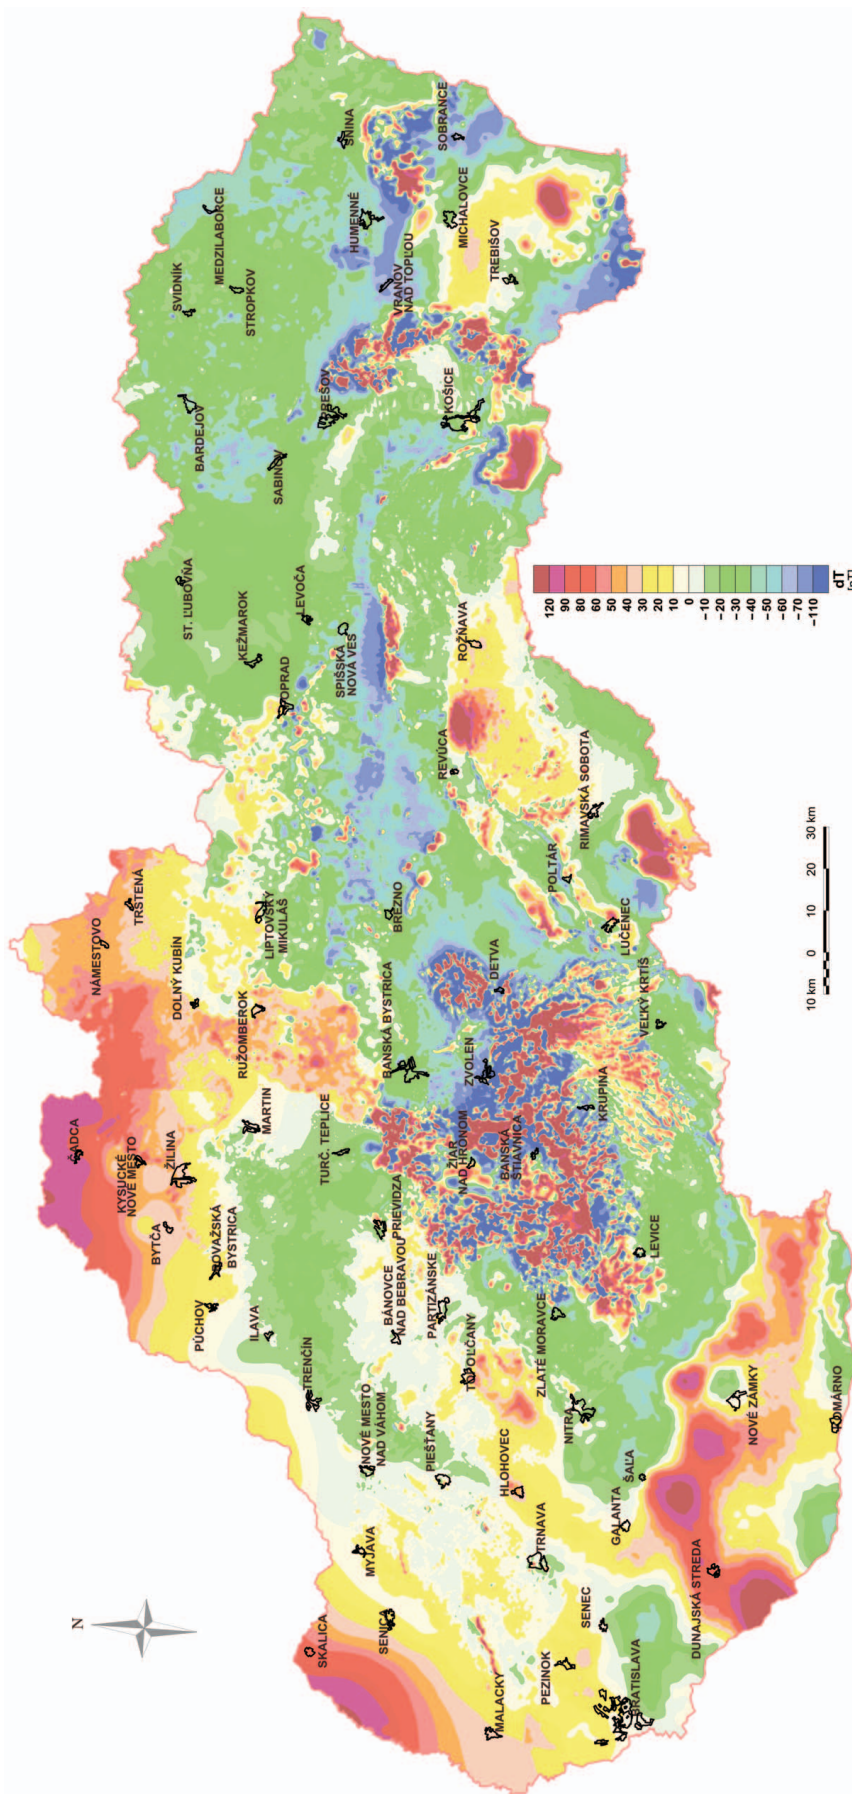 N
ČADCA
NÁMESTOVO
KYSUCKÉ
NOVÉ MESTO
TRSTENÁ
BYTČA
ŽILINA
DOLNÝ KUBÍN
ST. ĽUBOVŇA
BARDEJOV
SVIDNÍK
MEDZILABORCE
PÚCHOV
POVAŽSKÁ
BYSTRICA
MARTIN
RUŽOMBEROK
LIPTOVSKÝ
MIKULÁŠ
KEŽMAROK
STROPKOV
ILAVA
POPRAD
SABINOV
SKALICA
TRENČÍN
TURČ. TEPLICE
LEVOČA
PREŠOV
SNINA
SPIŠSKÁ
NOVÁ VES
HUMENNÉ
MYJAVA
NOVÉ MESTO
NAD VÁHOM
SENICA
BÁNOVCE
NAD BEBRAVOU
PRIEVIDZA
BANSKÁ BYSTRICA
BREZNO
VRANOV
NAD TOPĽOU
PIEŠŤANY
PARTIZÁNSKE
REVÚCA
KOŠICE
MICHALOVCE
SOBRANCE
TOPOĽČANY
ŽIAR
NAD HRONOM
ZVOLEN
ROŽŇAVA
MALACKY
HLOHOVEC
DETVA
TREBIŠOV
BANSKÁ
ŠTIAVNICA
TRNAVA
ZLATÉ MORAVCE
PEZINOK
NITRA
POLTÁR
RIMAVSKÁ SOBOTA
KRUPINA
SENEC
GALANTA
LUČENEC
BRATISLAVA
ŠAĽA
LEVICE
VEĽKÝ KRTÍŠ
DUNAJSKÁ STREDA
NOVÉ ZÁMKY
KOMÁRNO
120
90
80
60
40
30
20
10
0
-10
-30
-40
-50
-60
-70
-110
dT
[nT]
10 km 0 10 20 30 km